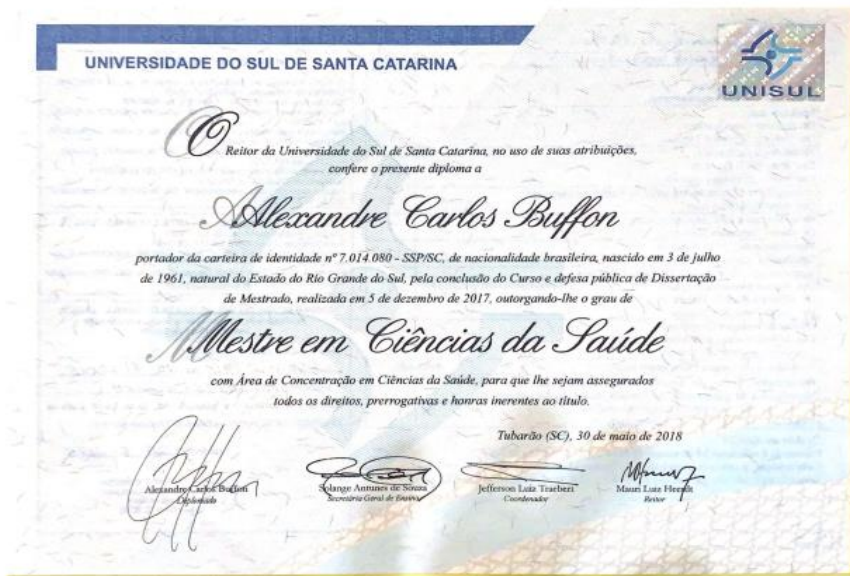 UNIVERSIDADE DO SUL DE SANTA CATARINA
UNISUL
O Reitor da Universidade do Sul de Santa Catarina, no uso de suas atribuições,
confere o presente diploma a
Alexandre Carlos Buffon
portador da carteira de identidade nº 7.014.080 - SSP/SC, de nacionalidade brasileira, nascido em 3 de julho
de 1961, natural do Estado do Rio Grande do Sul, pela conclusão do Curso e defesa pública de Dissertação
de Mestrado, realizada em 5 de dezembro de 2017, outorgando-lhe o grau de
Mestre em Ciências da Saúde
com Área de Concentração em Ciências da Saúde, para que lhe sejam assegurados
todos os direitos, prerrogativas e honras inerentes ao título.
Tubarão (SC), 30 de maio de 2018
Alexandre Carlos Buffon
Diplomado
Solange Antunes de Souza
Secretária Geral de Ensino
Jefferson Luiz Traebert
Coordenador
Mauri Luiz Heerdt
Reitor